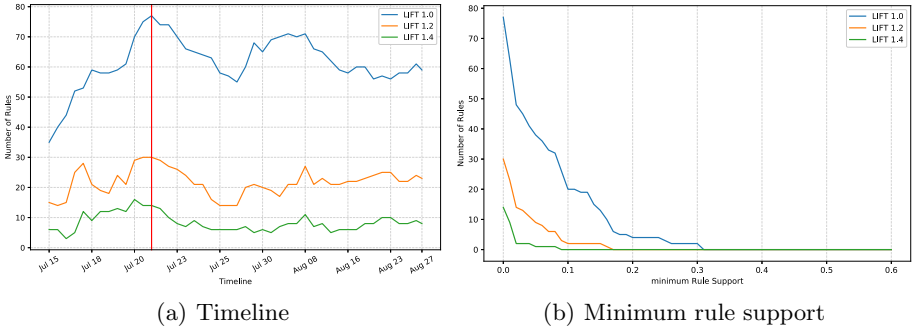 80
70
60
50
40
30
20
10
0
Number of Rules
LIFT 1.0
LIFT 1.2
LIFT 1.4
Jul 15
Jul 18
Jul 20
Jul 23
Jul 25
Jul 30
Aug 08
Aug 16
Aug 23
Aug 27
Timeline
(a) Timeline
80
70
60
50
40
30
20
10
0
Number of Rules
LIFT 1.0
LIFT 1.2
LIFT 1.4
0.0
0.1
0.2
0.3
0.4
0.5
0.6
minimum Rule Support
(b) Minimum rule support